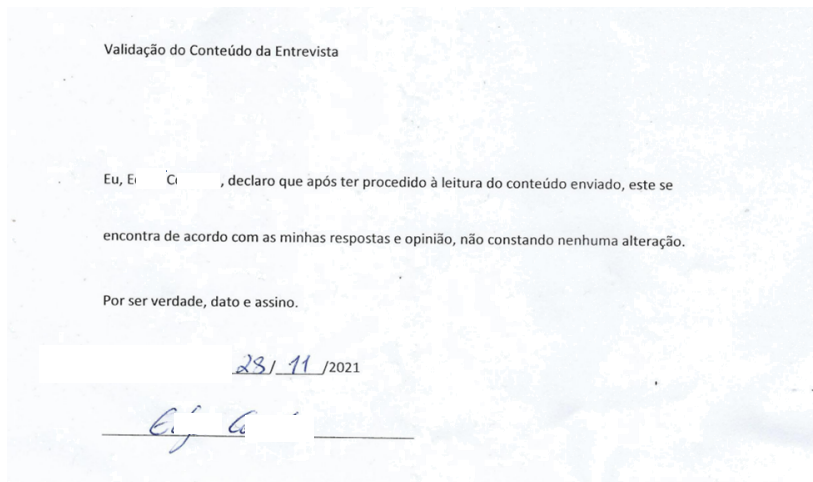 Validação do Conteúdo da Entrevista
Eu, E C , declaro que após ter procedido à leitura do conteúdo enviado, este se
encontra de acordo com as minhas respostas e opinião, não constando nenhuma alteração.
Por ser verdade, dato e assino.
28/ 11 /2021